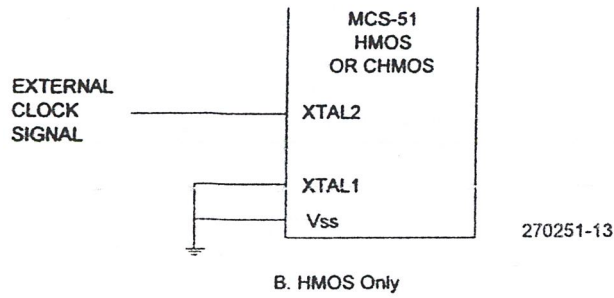 MCS-51
HMOS
OR CHMOS
EXTERNAL
CLOCK
SIGNAL
XTAL2
XTAL1
Vss
270251-13
B. HMOS Only